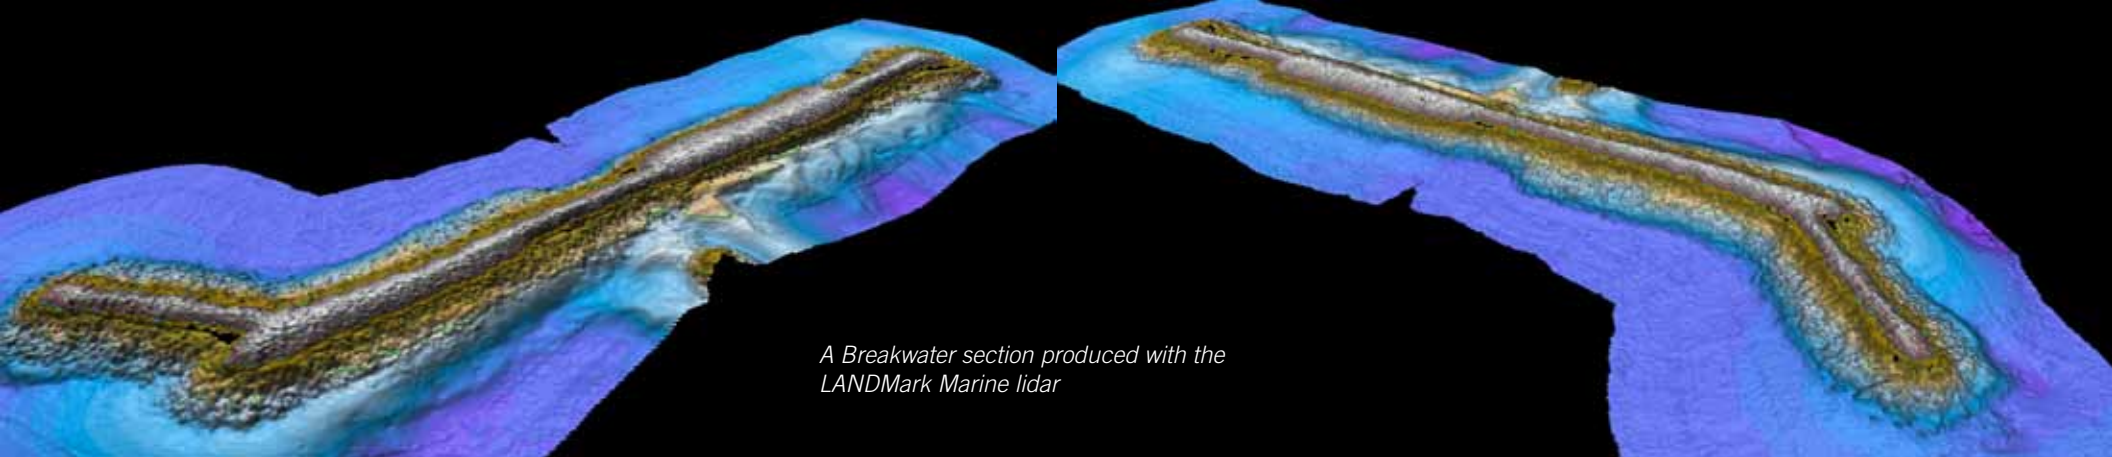 A Breakwater section produced with the
LANDMark Marine lidar